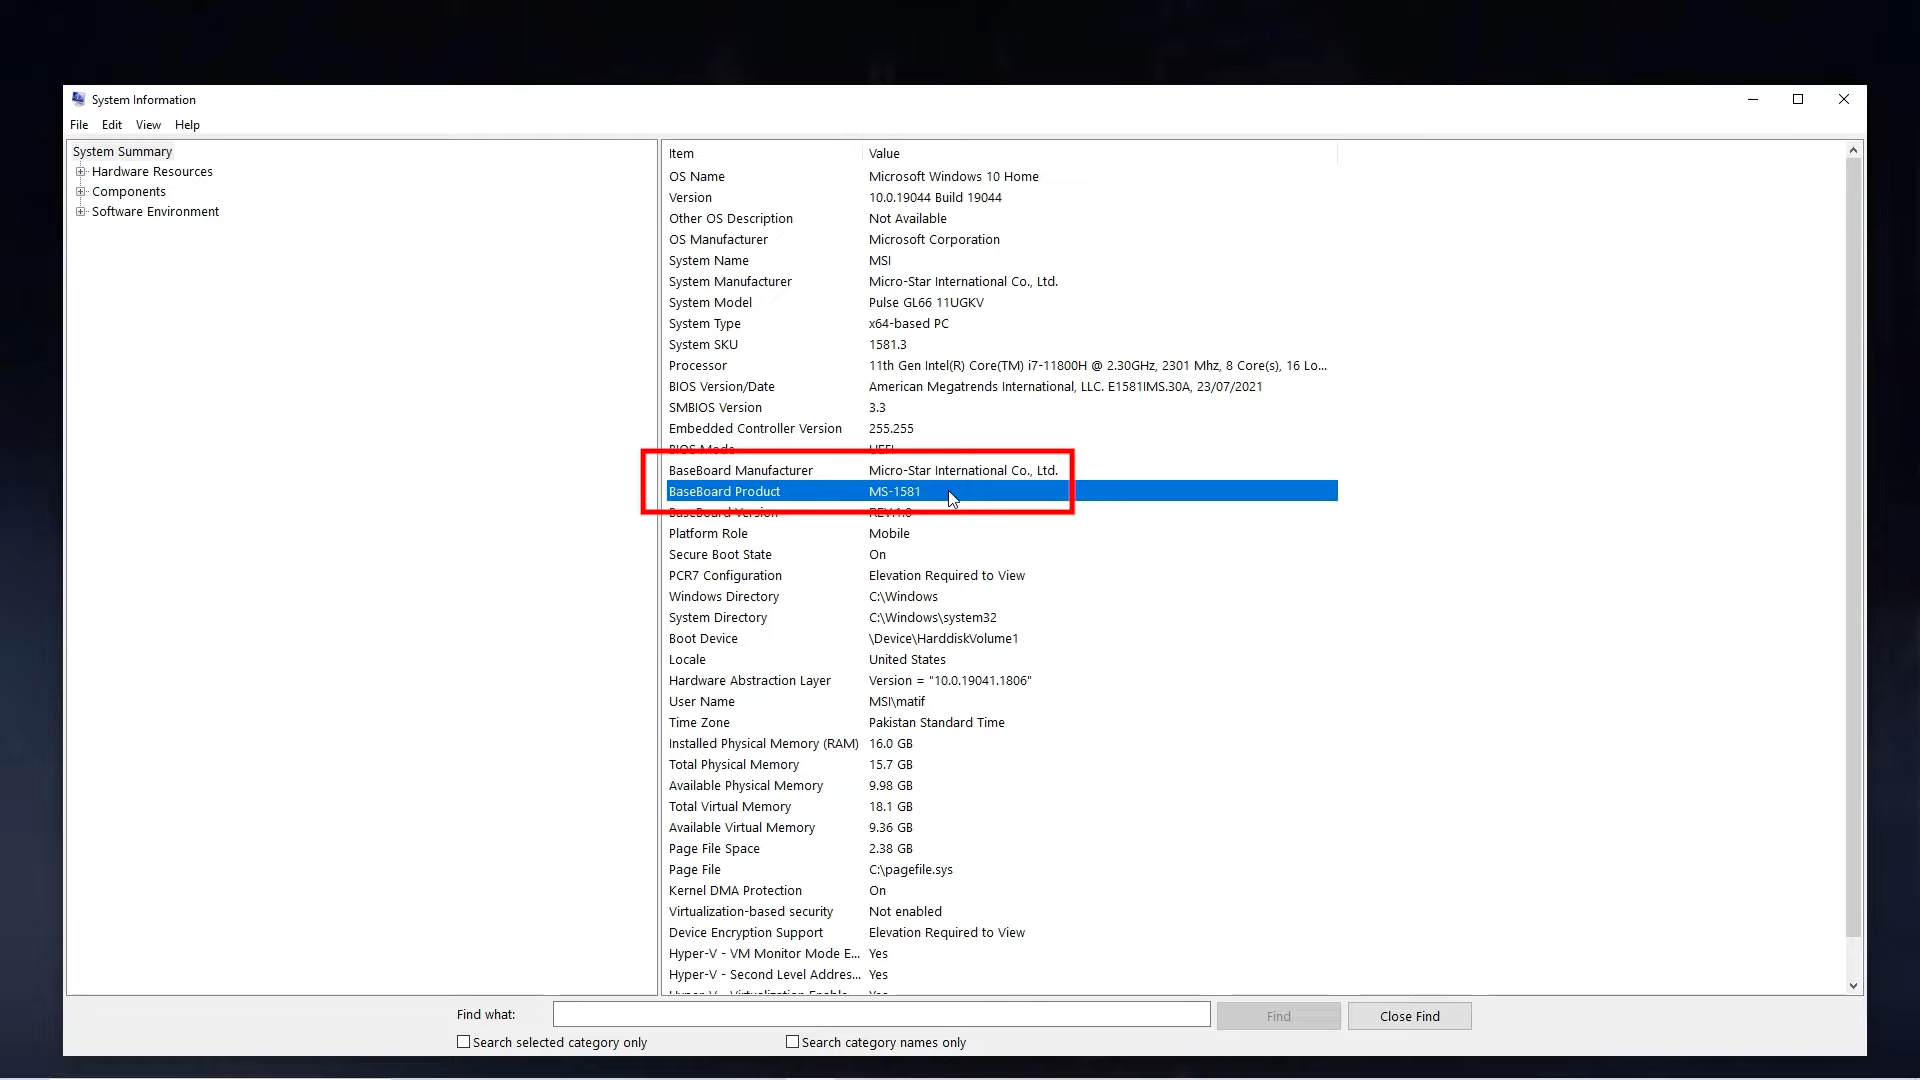 System Information
File Edit View Help
System Summary
Hardware Resources
Components
Software Environment
Item Value
OS Name Microsoft Windows 10 Home
Version 10.0.19044 Build 19044
Other OS Description Not Available
OS Manufacturer Microsoft Corporation
System Name MSI
System Manufacturer Micro-Star International Co., Ltd.
System Model Pulse GL66 11UGKV
System Type x64-based PC
System SKU 1581.3
Processor 11th Gen Intel(R) Core(TM) i7-11800H @ 2.30GHz, 2301 Mhz, 8 Core(s), 16 Lo...
BIOS Version/Date American Megatrends International, LLC. E1581IMS.30A, 23/07/2021
SMBIOS Version 3.3
Embedded Controller Version 255.255
BIOS Mode UEFI
BaseBoard Manufacturer Micro-Star International Co., Ltd.
BaseBoard Product MS-1581
BaseBoard Version REV:1.0
Platform Role Mobile
Secure Boot State On
PCR7 Configuration Elevation Required to View
Windows Directory C:\Windows
System Directory C:\Windows\system32
Boot Device \Device\HarddiskVolume1
Locale United States
Hardware Abstraction Layer Version = "10.0.19041.1806"
User Name MSI\matif
Time Zone Pakistan Standard Time
Installed Physical Memory (RAM) 16.0 GB
Total Physical Memory 15.7 GB
Available Physical Memory 9.98 GB
Total Virtual Memory 18.1 GB
Available Virtual Memory 9.36 GB
Page File Space 2.38 GB
Page File C:\pagefile.sys
Kernel DMA Protection On
Virtualization-based security Not enabled
Device Encryption Support Elevation Required to View
Hyper-V - VM Monitor Mode E... Yes
Hyper-V - Second Level Addres... Yes
Hyper-V - Virtualization Enable... Yes
Find what: Find Close Find
Search selected category only Search category names only